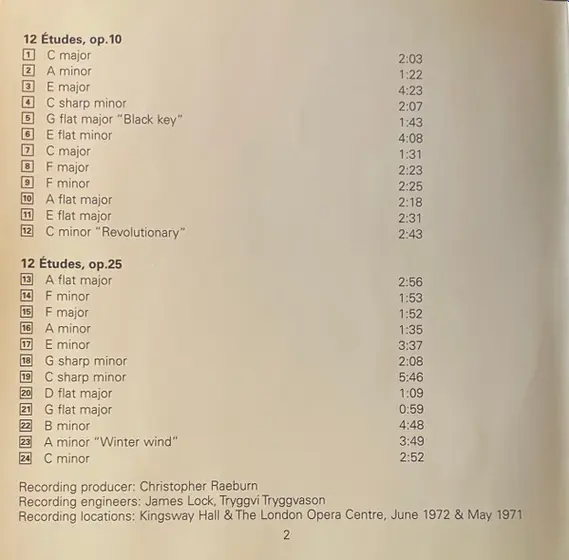 12 Études, op.10
1 C major 2:03
2 A minor 1:22
3 E major 4:23
4 C sharp minor 2:07
5 G flat major "Black key" 1:43
6 E flat minor 4:08
7 C major 1:31
8 F major 2:23
9 F minor 2:25
10 A flat major 2:18
11 E flat major 2:31
12 C minor "Revolutionary" 2:43
12 Études, op.25
13 A flat major 2:56
14 F minor 1:53
15 F major 1:52
16 A minor 1:35
17 E minor 3:37
18 G sharp minor 2:08
19 C sharp minor 5:46
20 D flat major 1:09
21 G flat major 0:59
22 B minor 4:48
23 A minor "Winter wind" 3:49
24 C minor 2:52
Recording producer: Christopher Raeburn
Recording engineers: James Lock, Tryggvi Tryggvason
Recording locations: Kingsway Hall & The London Opera Centre, June 1972 & May 1971
2